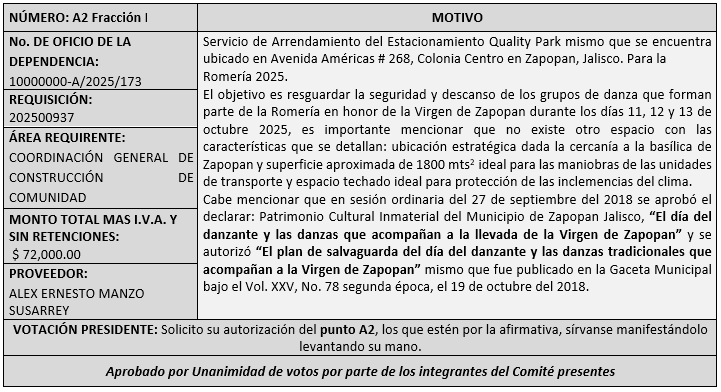 NÚMERO: A2 Fracción I
MOTIVO
No. DE OFICIO DE LA
DEPENDENCIA:
10000000-A/2025/173
REQUISICIÓN:
202500937
ÁREA REQUIRENTE:
COORDINACIÓN GENERAL DE
CONSTRUCCIÓN DE
COMUNIDAD
MONTO TOTAL MAS I.V.A. Y
SIN RETENCIONES:
$ 72,000.00
PROVEEDOR:
ALEX ERNESTO MANZO
SUSARREY
Servicio de Arrendamiento del Estacionamiento Quality Park mismo que se encuentra
ubicado en Avenida Américas # 268, Colonia Centro en Zapopan, Jalisco. Para la
Romería 2025.
El objetivo es resguardar la seguridad y descanso de los grupos de danza que forman
parte de la Romería en honor de la Virgen de Zapopan durante los días 11, 12 y 13 de
octubre 2025, es importante mencionar que no existe otro espacio con las
características que se detallan: ubicación estratégica dada la cercanía a la basílica de
Zapopan y superficie aproximada de 1800 mts² ideal para las maniobras de las unidades
de transporte y espacio techado ideal para protección de las inclemencias del clima.
Cabe mencionar que en sesión ordinaria del 27 de septiembre del 2018 se aprobó el
declarar: Patrimonio Cultural Inmaterial del Municipio de Zapopan Jalisco, “El día del
danzante y las danzas que acompañan a la llevada de la Virgen de Zapopan” y se
autorizó “El plan de salvaguarda del día del danzante y las danzas tradicionales que
acompañan a la Virgen de Zapopan” mismo que fue publicado en la Gaceta Municipal
bajo el Vol. XXV, No. 78 segunda época, el 19 de octubre del 2018.
VOTACIÓN PRESIDENTE: Solicito su autorización del punto A2, los que estén por la afirmativa, sírvanse manifestándolo
levantando su mano.
Aprobado por Unanimidad de votos por parte de los integrantes del Comité presentes